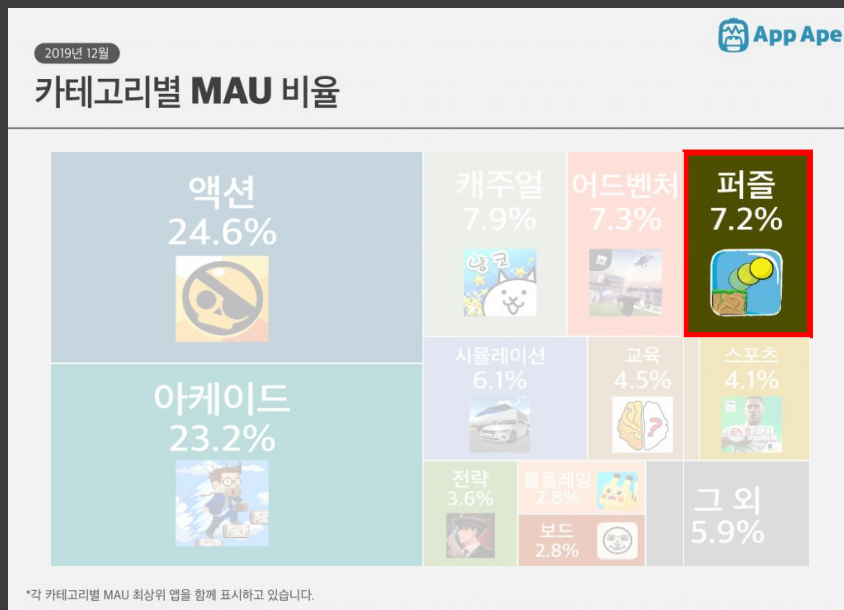 App Ape
2019년 12월
카테고리별 MAU 비율
액션
24.6%
캐주얼
7.9%
냥코
어드벤처
7.3%
퍼즐
7.2%
아케이드
23.2%
시뮬레이션
6.1%
교육
4.5%
?
스포츠
4.1%
EA
FIFA
전략
3.6%
롤플레잉
2.8%
보드
2.8%
그 외
5.9%
*각 카테고리별 MAU 최상위 앱을 함께 표시하고 있습니다.